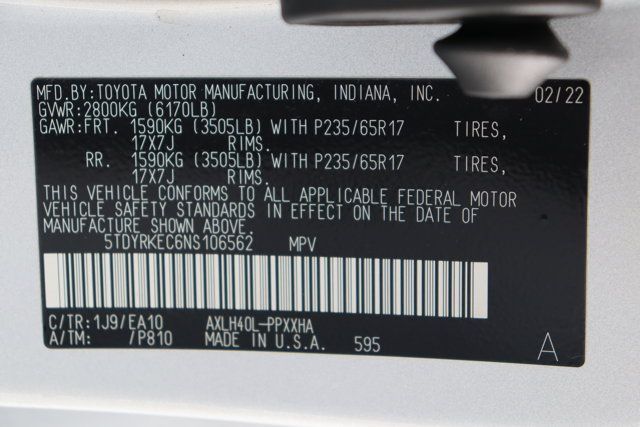 MFD.BY:TOYOTA MOTOR MANUFACTURING, INDIANA, INC. 02/22
GVWR:2800KG (6170LB)
GAWR:FRT. 1590KG (3505LB) WITH P235/65R17 TIRES,
17X7J RIMS.
RR. 1590KG (3505LB) WITH P235/65R17 TIRES,
17X7J RIMS.
THIS VEHICLE CONFORMS TO ALL APPLICABLE FEDERAL MOTOR
VEHICLE SAFETY STANDARDS IN EFFECT ON THE DATE OF
MANUFACTURE SHOWN ABOVE.
5TDYRKEC6NS106562 MPV
C/TR:1J9/EA10 AXLH40L-PPXXHA
A/TM: /P810 MADE IN U.S.A. 595 A